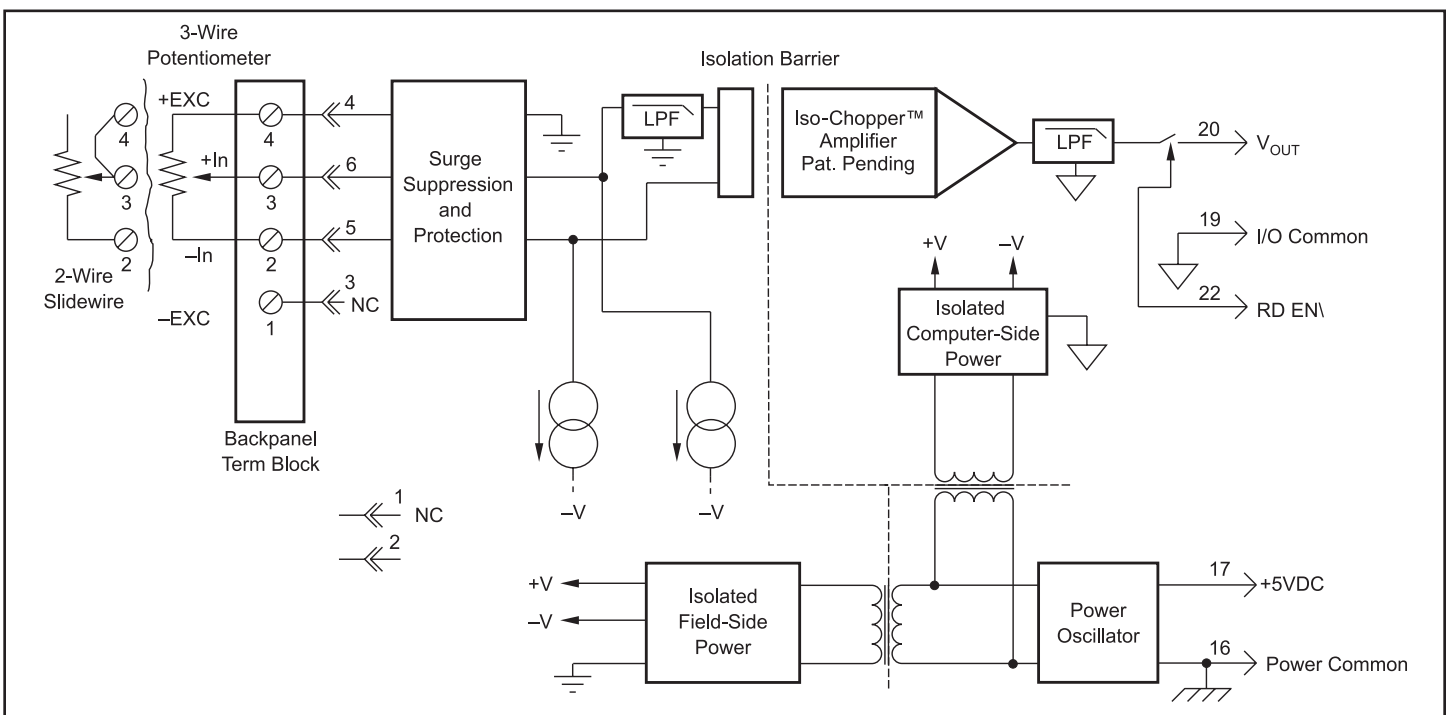 3-Wire
Potentiometer
Isolation Barrier
+EXC
4
4
4
LPF
Iso-Chopper™
Amplifier
Pat. Pending
LPF
20
VOUT
+In
6
3
3
Surge
Suppression
and
Protection
5
2
2
–In
19
I/O Common
+V
–V
2-Wire
Slidewire
3
NC
–EXC
1
22
RD EN\
Isolated
Computer-Side
Power
Backpanel
Term Block
1
NC
–V
–V
2
+V
–V
Isolated
Field-Side
Power
Power
Oscillator
17
+5VDC
16
Power Common